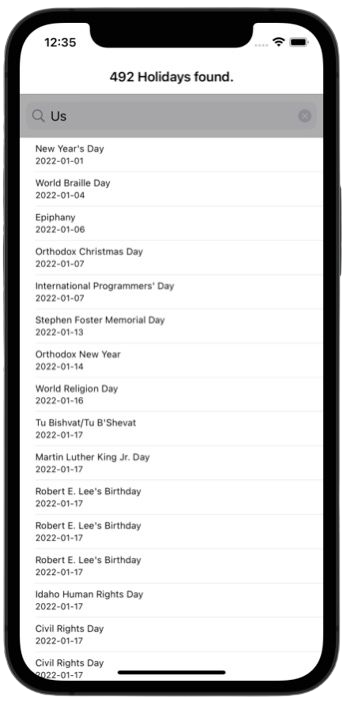 12:35
492 Holidays found.
Us
New Year's Day
2022-01-01
World Braille Day
2022-01-04
Epiphany
2022-01-06
Orthodox Christmas Day
2022-01-07
International Programmers' Day
2022-01-07
Stephen Foster Memorial Day
2022-01-13
Orthodox New Year
2022-01-14
World Religion Day
2022-01-16
Tu Bishvat/Tu B'Shevat
2022-01-17
Martin Luther King Jr. Day
2022-01-17
Robert E. Lee's Birthday
2022-01-17
Robert E. Lee's Birthday
2022-01-17
Robert E. Lee's Birthday
2022-01-17
Idaho Human Rights Day
2022-01-17
Civil Rights Day
2022-01-17
Civil Rights Day
2022-01-17